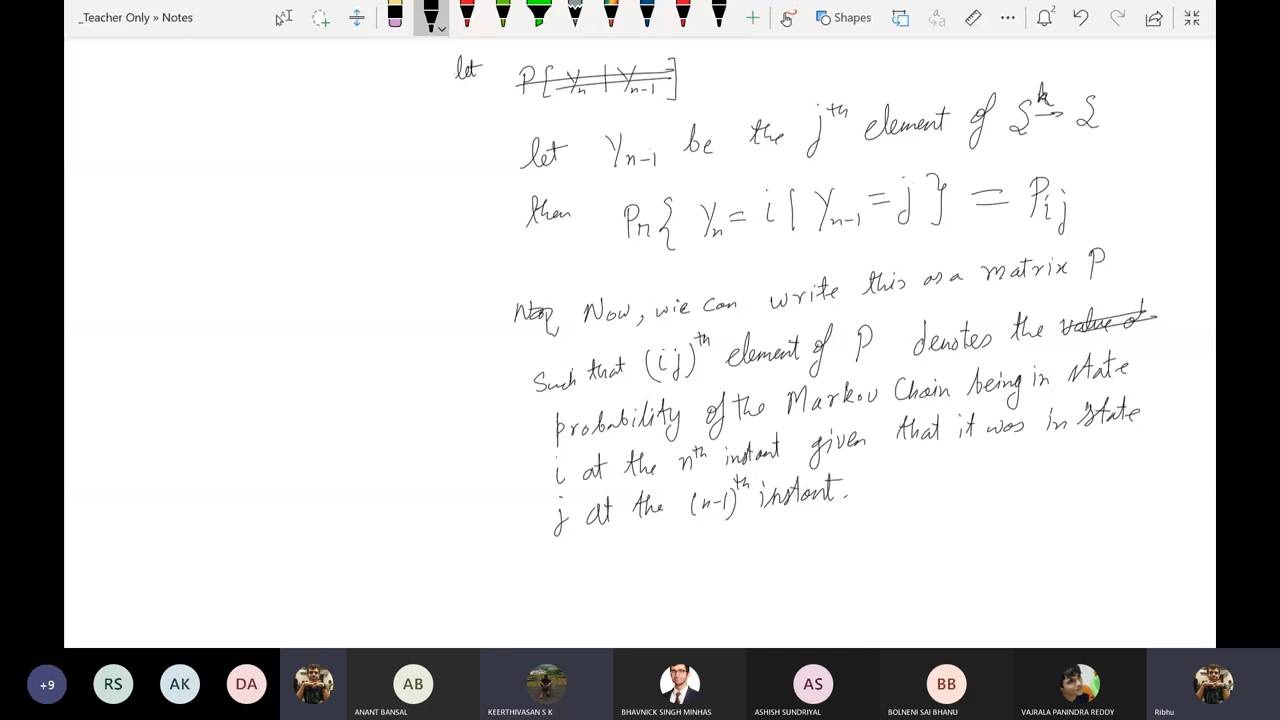 _Teacher Only » Notes
Shapes
let P[Yn | Yn-1]
let Yn-1 be the jth element of S k→ S
then Pr{ Yn = i | Yn-1 = j } = Pij
Now, we can write this as a matrix P
Such that (ij)th element of P denotes the value of
probability of the Markov Chain being in state
i at the nth instant given that it was in state
j at the (n-1)th instant.
+9
RS
AK
DA
AB
AS
BB
ANANT BANSAL
KEERTHIVASAN S K
BHAVNICK SINGH MINHAS
ASHISH SUNDRIYAL
BOLNENI SAI BHANU
VAJRALA PANINDRA REDDY
Ribhu